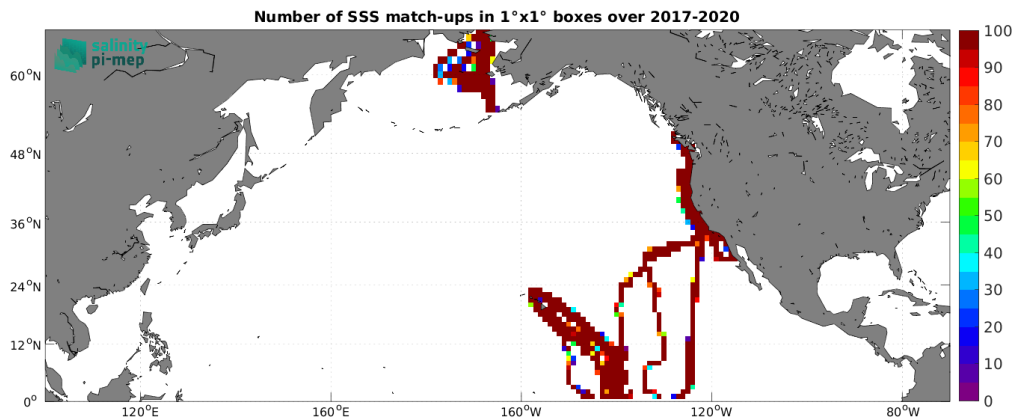 Number of SSS match-ups in 1°x1° boxes over 2017-2020
salinity
pi-mep
60°N
48°N
36°N
24°N
12°N
0°
120°E
160°E
160°W
120°W
80°W
100
90
80
70
60
50
40
30
20
10
0